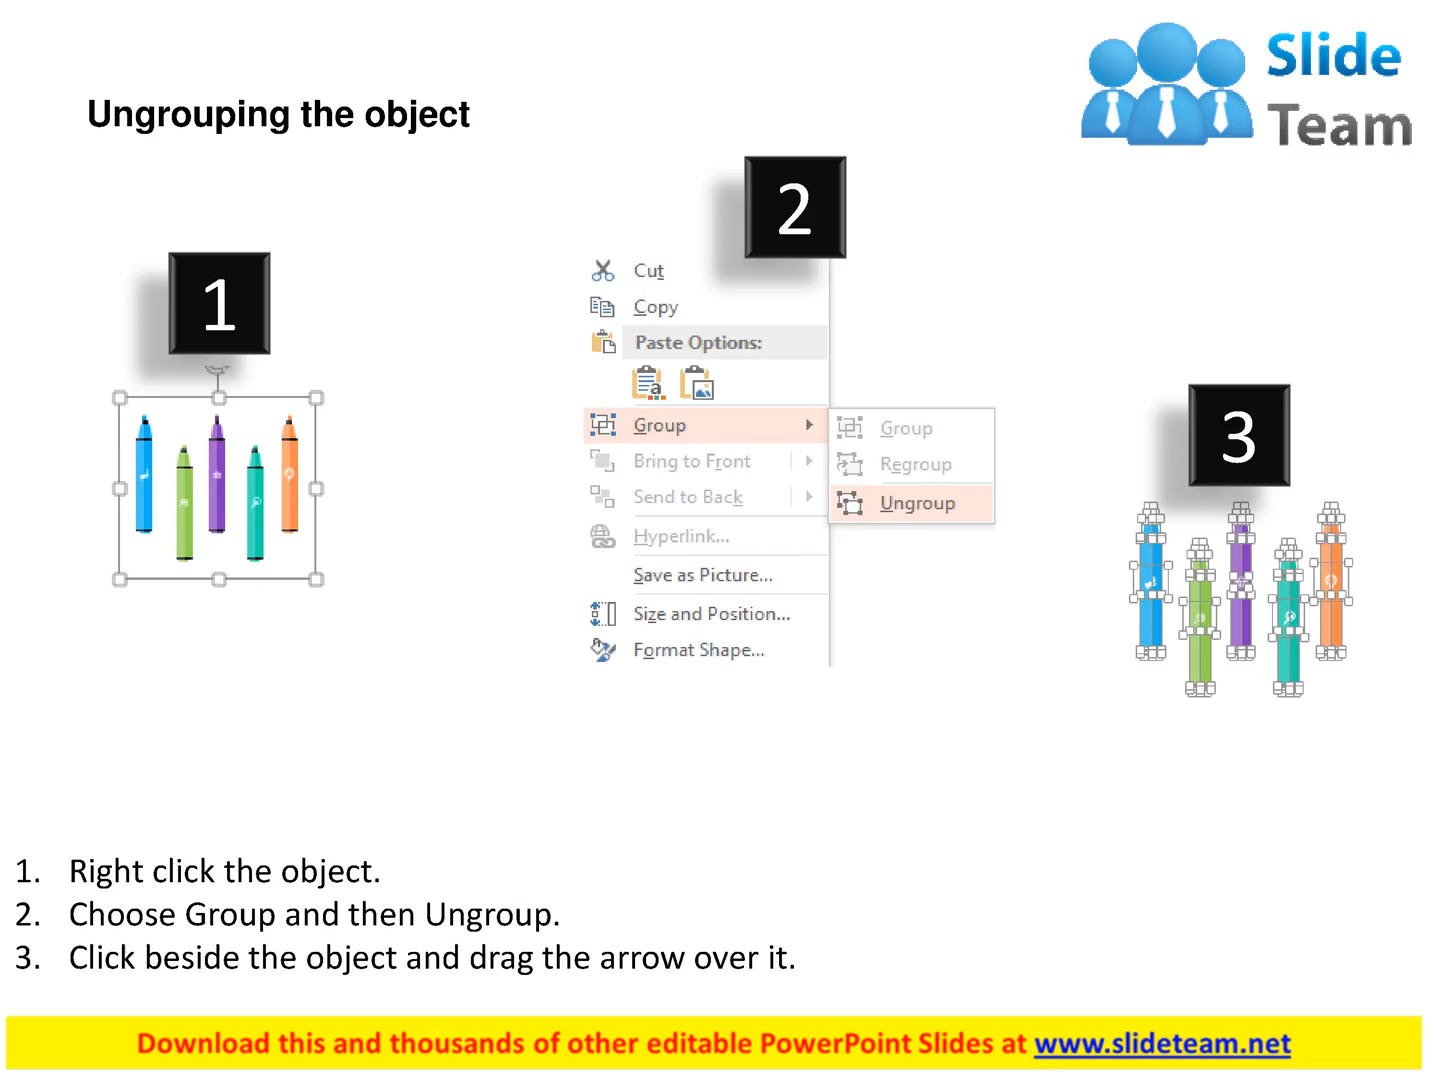 Slide
Team
Ungrouping the object
1
2
3
Cut
Copy
Paste Options:
Group
Bring to Front
Send to Back
Hyperlink...
Save as Picture...
Size and Position...
Format Shape...
Group
Regroup
Ungroup
1. Right click the object.
2. Choose Group and then Ungroup.
3. Click beside the object and drag the arrow over it.
Download this and thousands of other editable PowerPoint Slides at www.slideteam.net